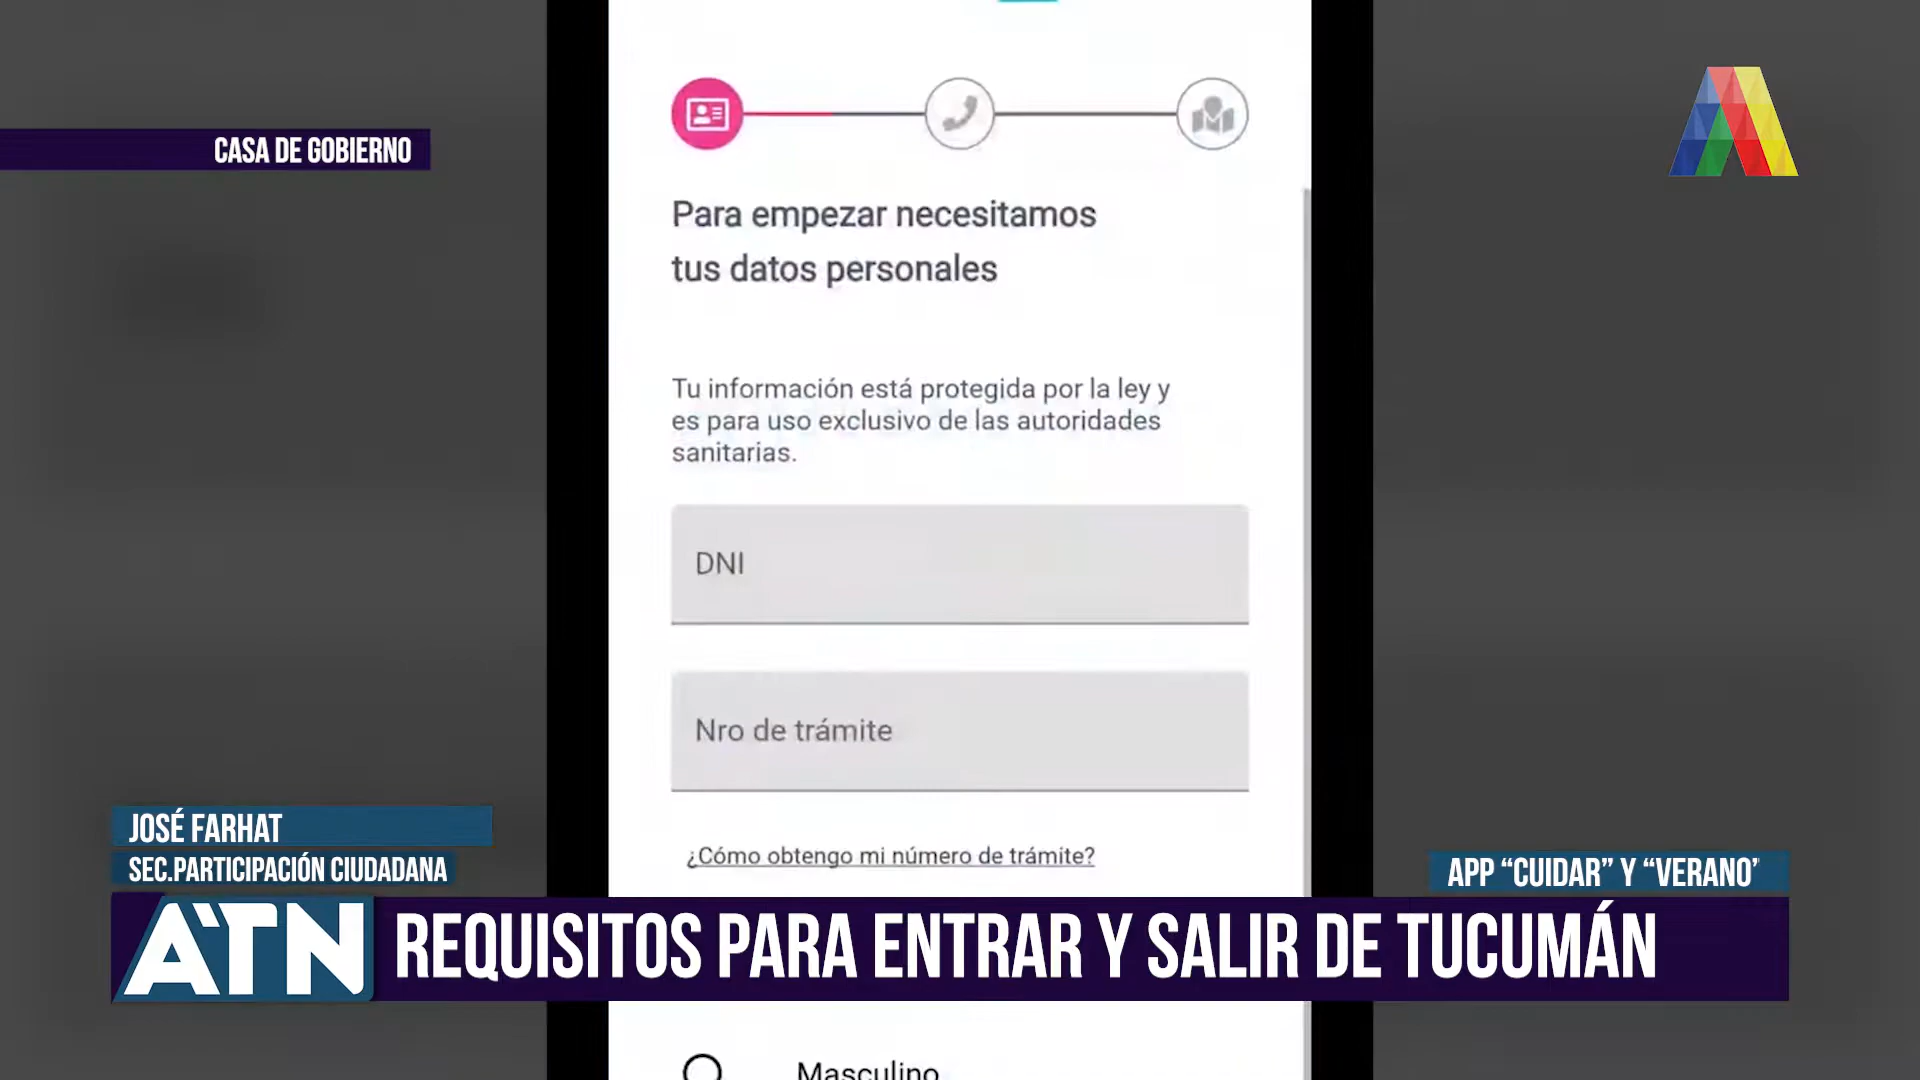 CASA DE GOBIERNO
Para empezar necesitamos
tus datos personales
Tu información está protegida por la ley y
es para uso exclusivo de las autoridades
sanitarias.
DNI
Nro de trámite
¿Cómo obtengo mi número de trámite?
JOSÉ FARHAT
SEC.PARTICIPACIÓN CIUDADANA
APP “CUIDAR” Y “VERANO”
ATN
REQUISITOS PARA ENTRAR Y SALIR DE TUCUMÁN
Masculino